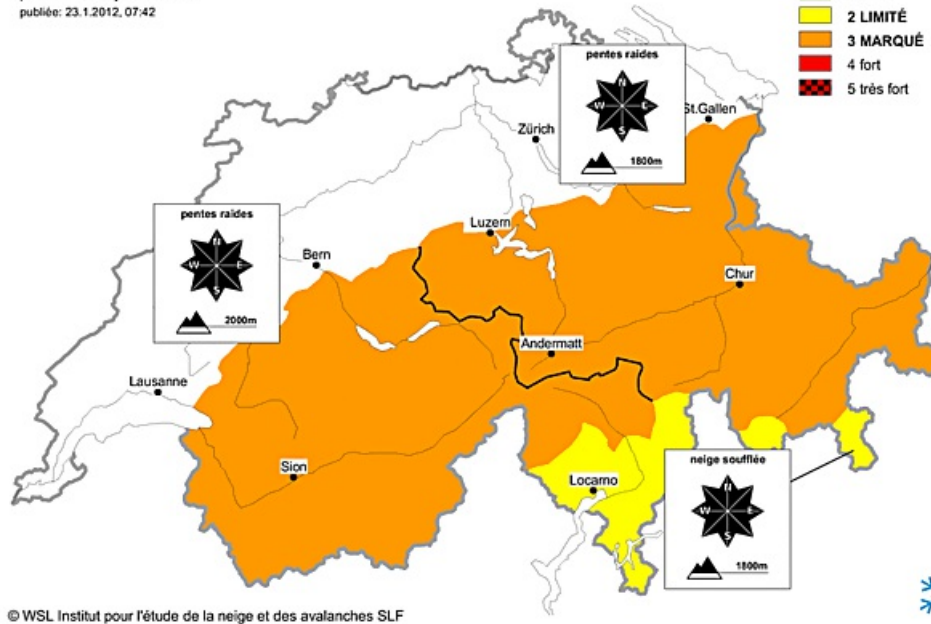 publiée: 23.1.2012, 07:42
2 LIMITÉ
3 MARQUÉ
4 fort
5 très fort
pentes raides
N
W E
S
1800m
St.Gallen
Zürich
pentes raides
N
W E
S
2000m
Luzern
Bern
Chur
Andermatt
Lausanne
Sion
Locarno
neige soufflée
N
W E
S
1800m
© WSL Institut pour l'étude de la neige et des avalanches SLF